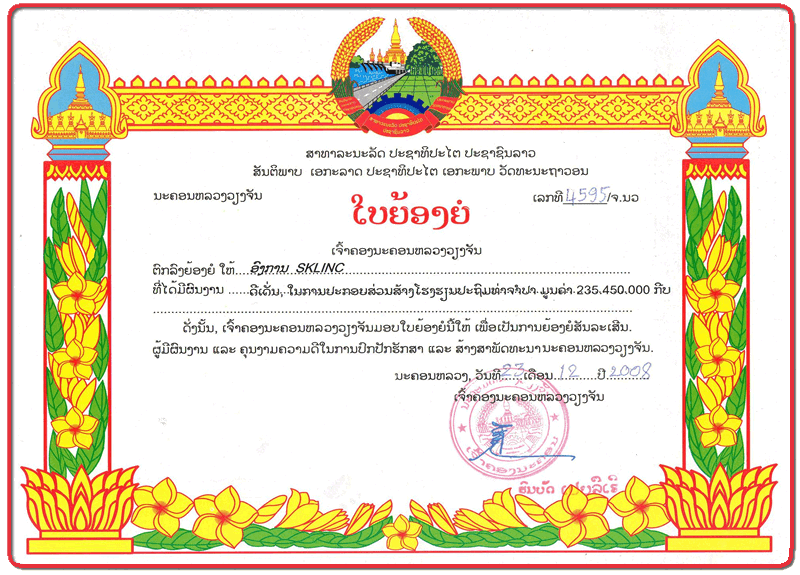 ສາທາລະນະລັດ ປະຊາທິປະໄຕ ປະຊາຊົນລາວ
ສັນຕິພາບ ເອກະລາດ ປະຊາທິປະໄຕ ເອກະພາບ ວັດທະນະຖາວອນ
ນະຄອນຫລວງວຽງຈັນ
ເລກທີ 4595/ຈ.ນວ
ໃບຍ້ອງຍໍ
ເຈົ້າຄອງນະຄອນຫລວງວຽງຈັນ
ຕົກລົງຍ້ອງຍໍ ໃຫ້....ອົງການ SKLINC
ທີ່ໄດ້ມີຜົນງານ ......ດີເດັ່ນ, ໃນການປະກອບສ່ວນສ້າງໂຮງຮຽນປະຖົມທ່າຈຳປາ ມູນຄ່າ 235.450.000 ກີບ
ດັ່ງນັ້ນ, ເຈົ້າຄອງນະຄອນຫລວງວຽງຈັນມອບໃບຍ້ອງຍໍນີ້ໃຫ້ ເພື່ອເປັນການຍ້ອງຍໍສັນລະເສີນ.
ຜູ້ມີຜົນງານ ແລະ ຄຸນງາມຄວາມດີໃນການປົກປັກຮັກສາ ແລະ ສ້າງສາພັດທະນານະຄອນຫລວງວຽງຈັນ.
ນະຄອນຫລວງ, ວັນທີ 23 ເດືອນ 12 ປີ 2008
ເຈົ້າຄອງນະຄອນຫລວງວຽງຈັນ
ເຈົ້າຄອງນະຄອນ